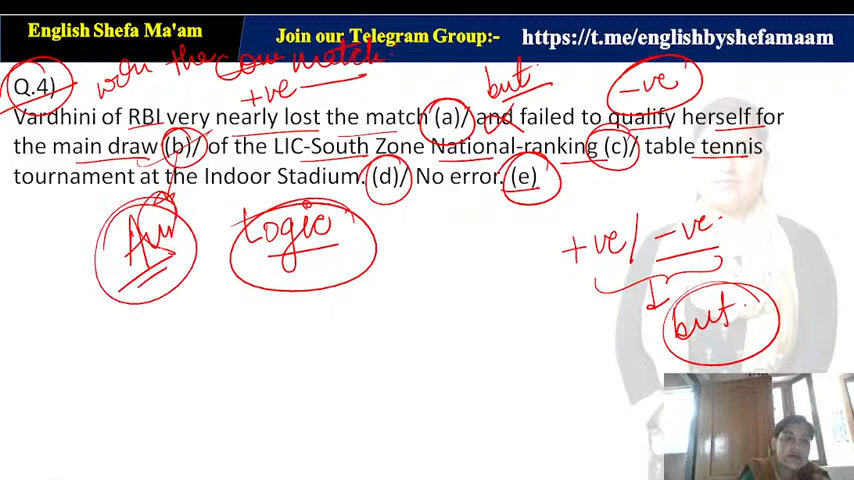 English Shefa Ma'am
Join our Telegram Group:- https://t.me/englishbyshefamaam
won the match.
Q.4)
+ve
but.
-ve
Vardhini of RBI very nearly lost the match (a)/ and failed to qualify herself for
the main draw (b)/ of the LIC-South Zone National-ranking (c)/ table tennis
tournament at the Indoor Stadium. (d)/ No error. (e)
Ans
Logic
+ve/ -ve.
but.